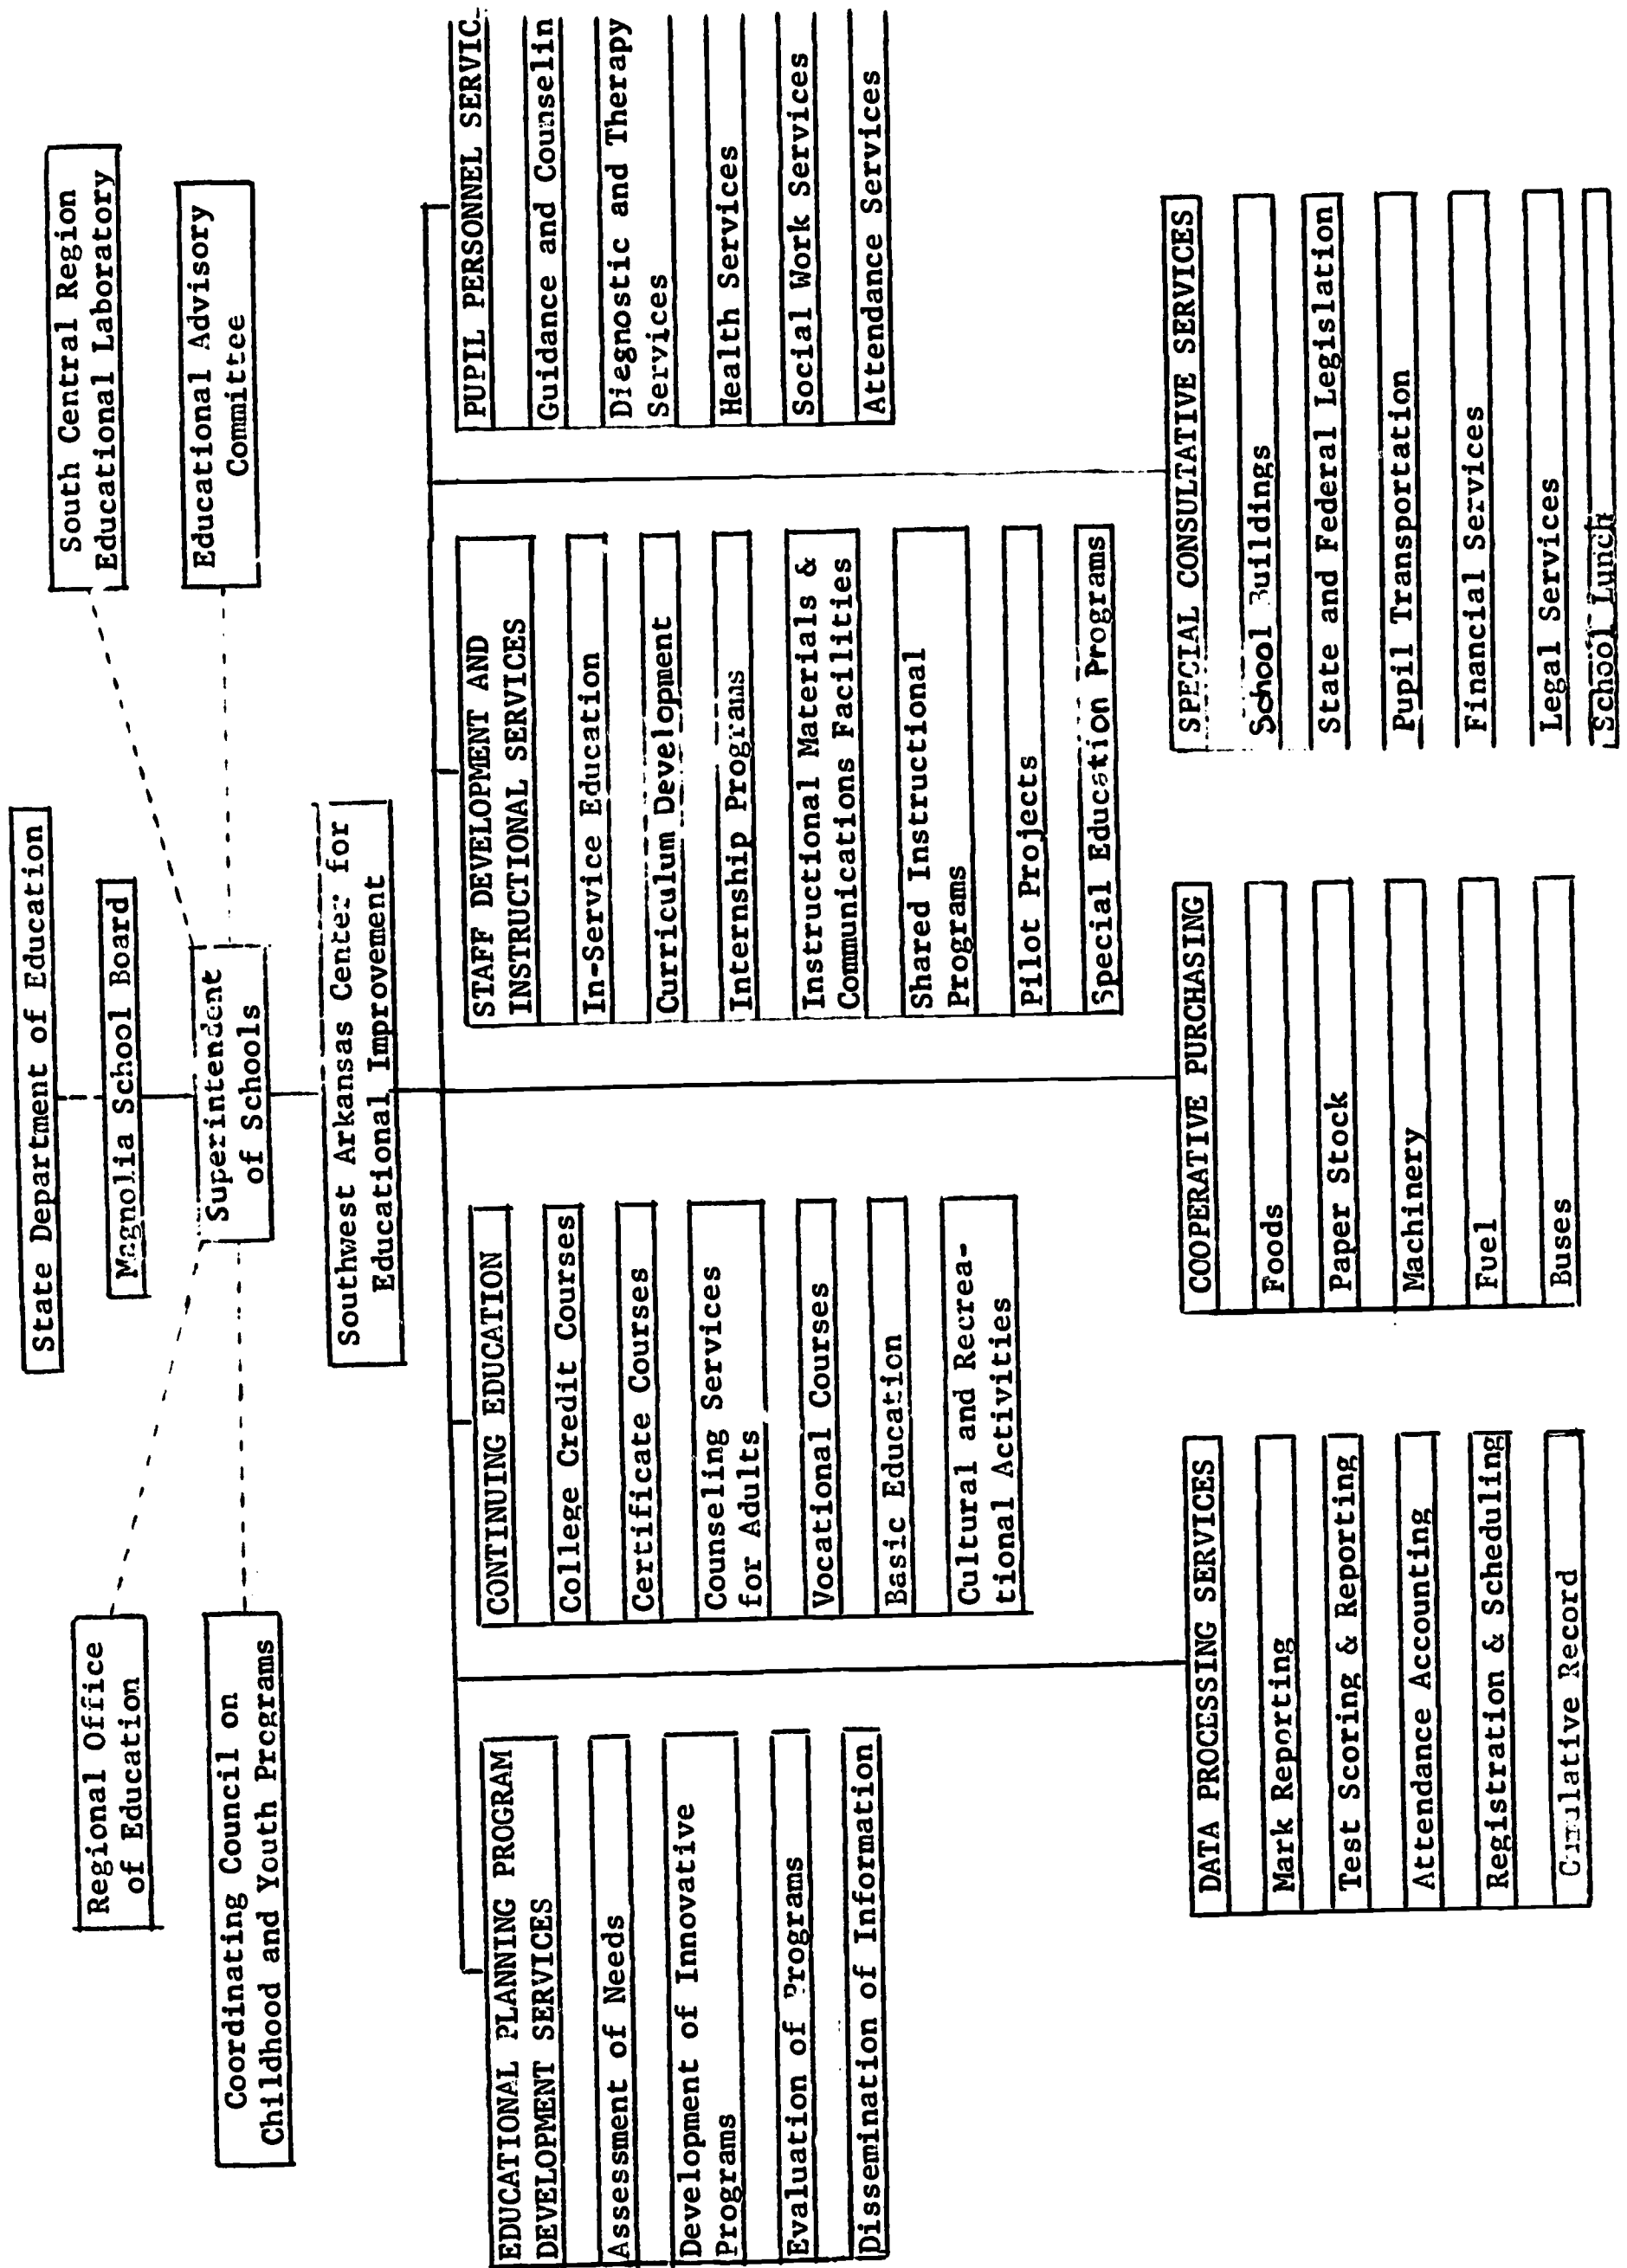 State Department of Education
Magnolia School Board
Regional Office
of Education
South Central Region
Educational Laboratory
Superintendent
of Schools
Coordinating Council on
Childhood and Youth Programs
Educational Advisory
Committee
Southwest Arkansas Center for
Educational Improvement
EDUCATIONAL PLANNING PROGRAM
DEVELOPMENT SERVICES
Assessment of Needs
Development of Innovative
Programs
Evaluation of Programs
Dissemination of Information
CONTINUING EDUCATION
College Credit Courses
Certificate Courses
Counseling Services
for Adults
Vocational Courses
Basic Education
Cultural and Recrea-
tional Activities
STAFF DEVELOPMENT AND
INSTRUCTIONAL SERVICES
In-Service Education
Curriculum Development
Internship Programs
Instructional Materials &
Communications Facilities
Shared Instructional
Programs
Pilot Projects
Special Education Programs
PUPIL PERSONNEL SERVIC
Guidance and Counselin
Diagnostic and Therapy
Services
Health Services
Social Work Services
Attendance Services
DATA PROCESSING SERVICES
Mark Reporting
Test Scoring & Reporting
Attendance Accounting
Registration & Scheduling
Cumulative Record
COOPERATIVE PURCHASING
Foods
Paper Stock
Machinery
Fuel
Buses
SPECIAL CONSULTATIVE SERVICES
School Buildings
State and Federal Legislation
Pupil Transportation
Financial Services
Legal Services
School Lunch